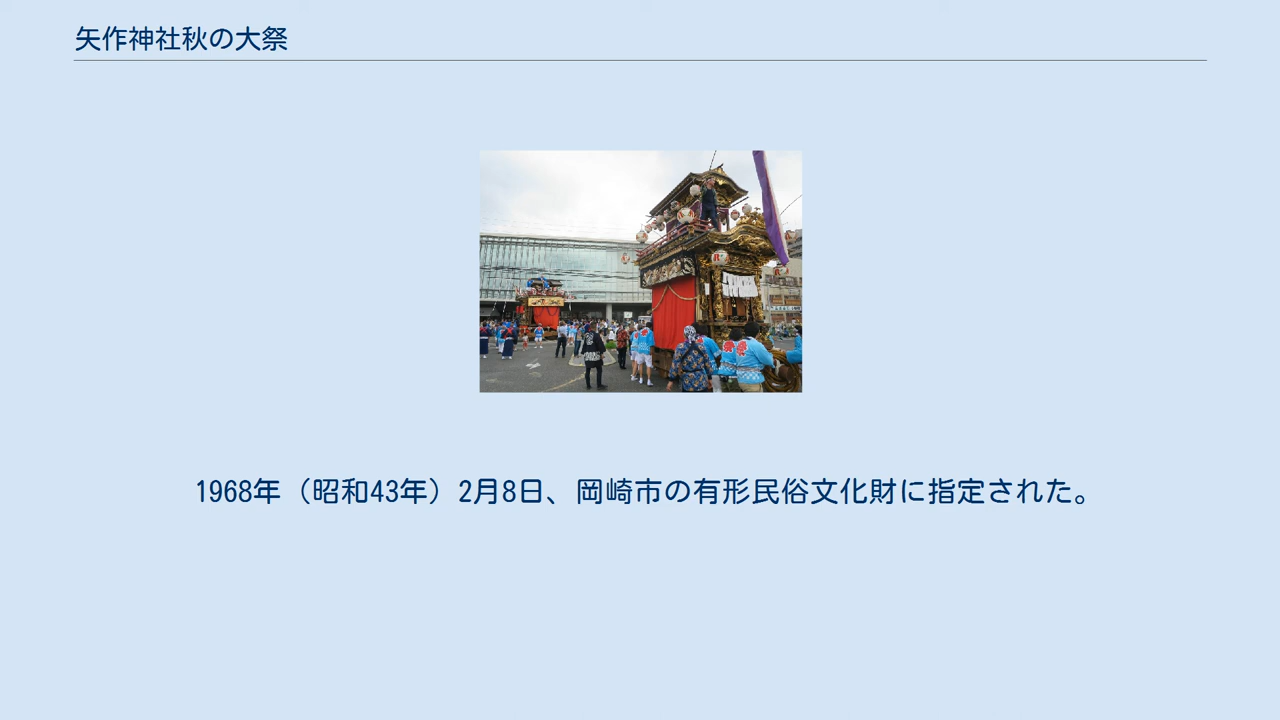 矢作神社秋の大祭
1968年（昭和43年）2月8日、岡崎市の有形民俗文化財に指定された。